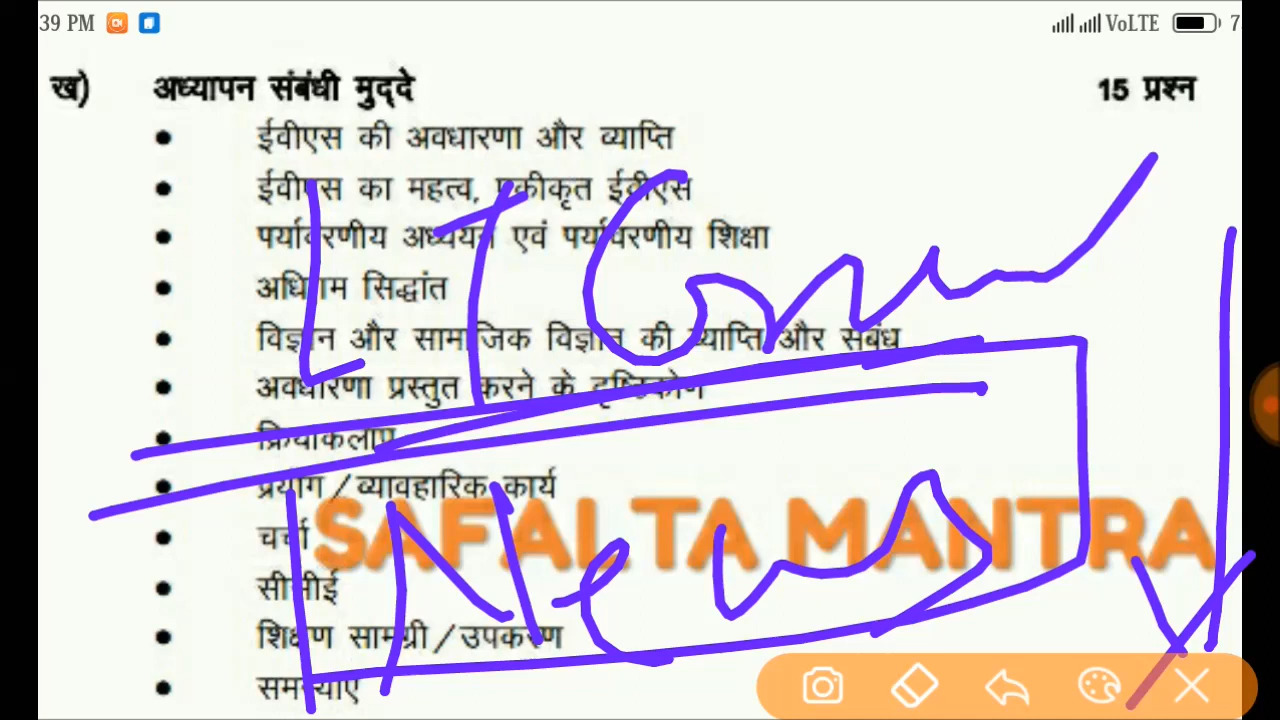 39 PM VoLTE 7
ख) अध्यापन संबंधी मुद्दे 15 प्रश्न
• ईवीएस की अवधारणा और व्याप्ति
• ईवीएस का महत्व, एकीकृत ईवीएस
• पर्यावरणीय अध्ययन एवं पर्यावरणीय शिक्षा
• अधिगम सिद्धांत
• विज्ञान और सामाजिक विज्ञान की व्याप्ति और संबंध
• अवधारणा प्रस्तुत करने के दृष्टिकोण
• क्रियाकलाप
• प्रयोग/व्यावहारिक कार्य
• चर्चा
• सीसीई
• शिक्षण सामग्री/उपकरण
• समस्याएं
SAFALTA MANTRA
News